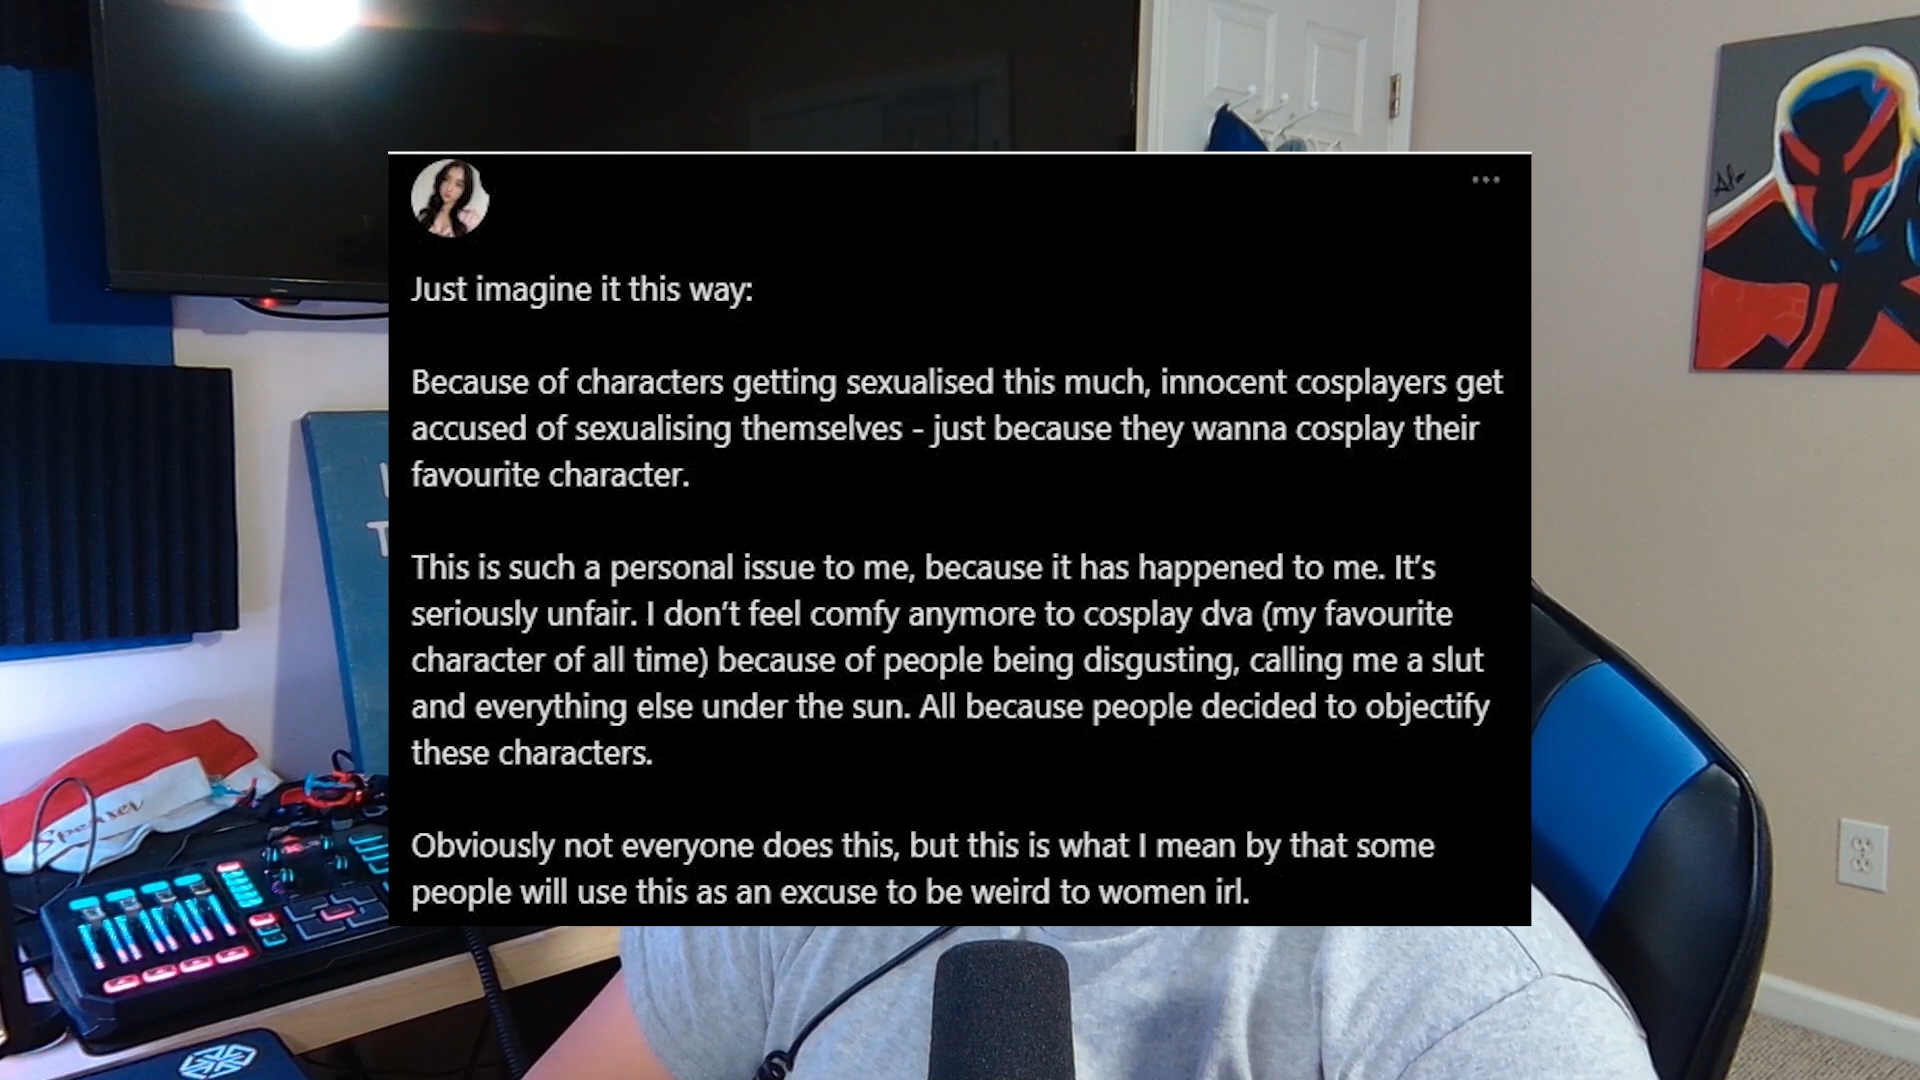 Just imagine it this way:
Because of characters getting sexualised this much, innocent cosplayers get
accused of sexualising themselves - just because they wanna cosplay their
favourite character.
This is such a personal issue to me, because it has happened to me. It's
seriously unfair. I don't feel comfy anymore to cosplay dva (my favourite
character of all time) because of people being disgusting, calling me a slut
and everything else under the sun. All because people decided to objectify
these characters.
Obviously not everyone does this, but this is what I mean by that some
people will use this as an excuse to be weird to women irl.
Spenser